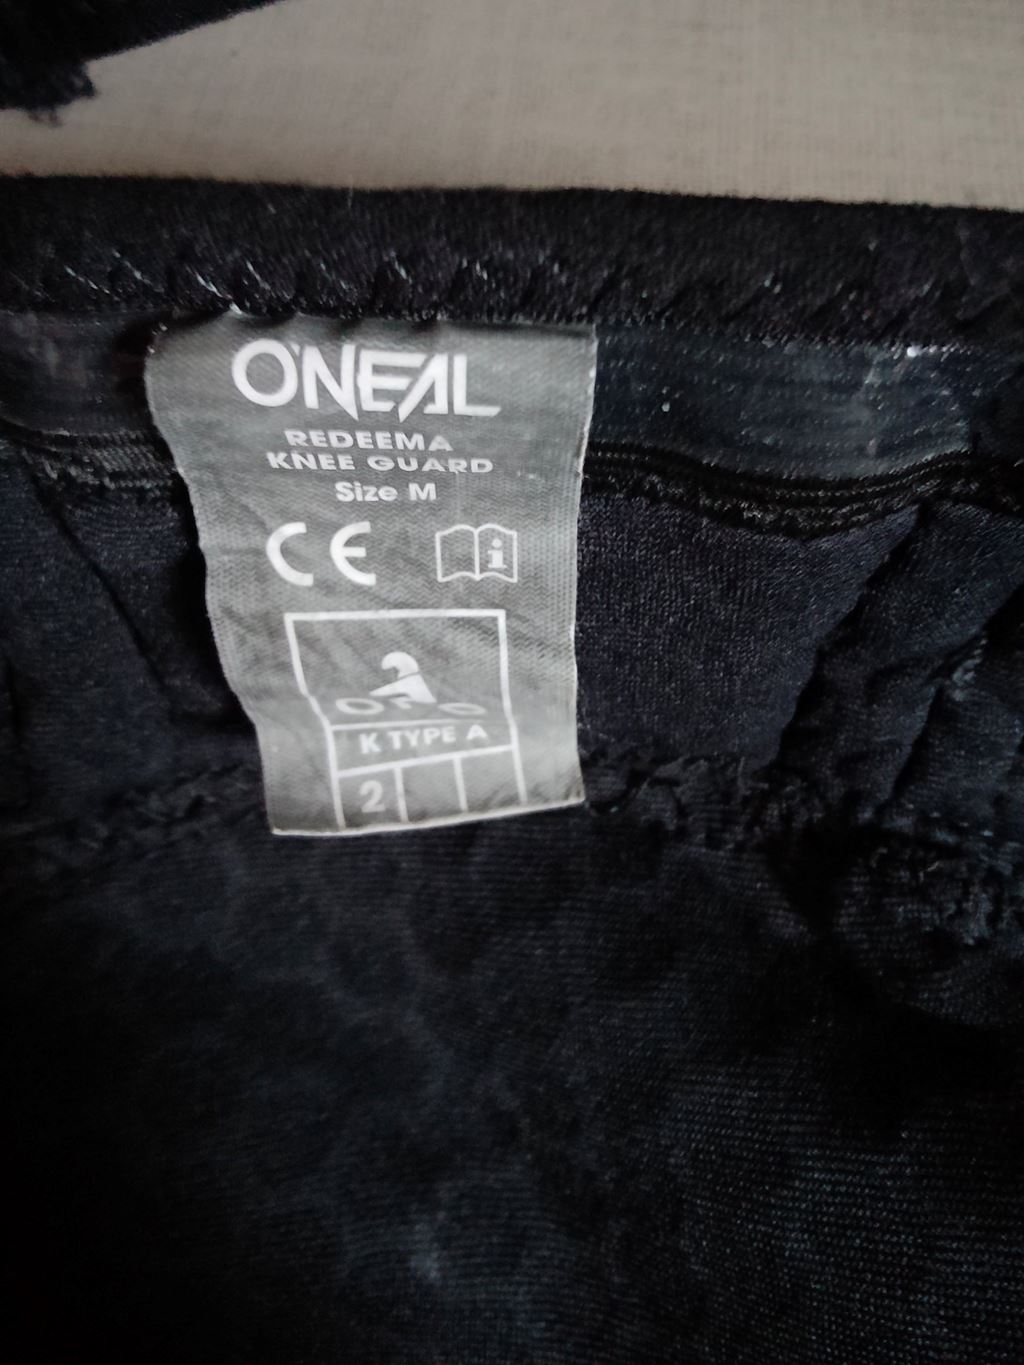 O'NEAL
REDEEMA
KNEE GUARD
Size M
CE
i
K TYPE A
2